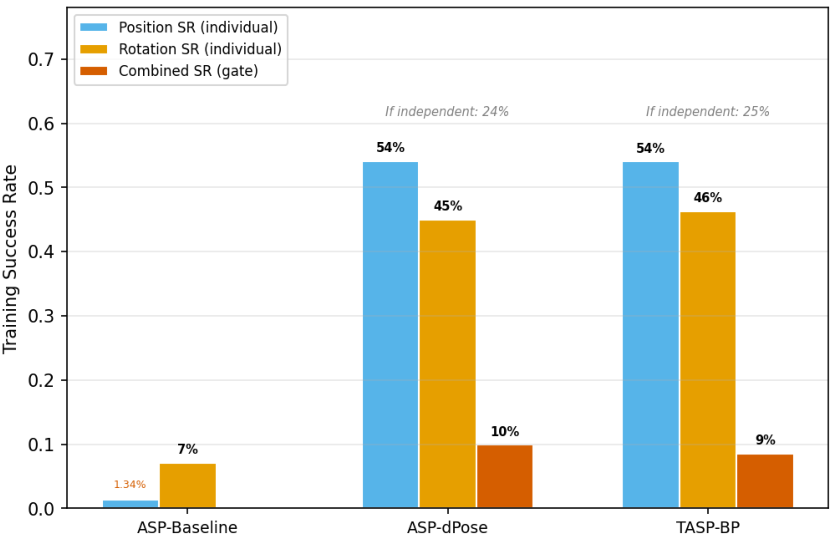 Position SR (individual)
Rotation SR (individual)
Combined SR (gate)
Training Success Rate
0.7
0.6
0.5
0.4
0.3
0.2
0.1
0.0
If independent: 24%
If independent: 25%
1.34%
7%
54%
45%
10%
54%
46%
9%
ASP-Baseline
ASP-dPose
TASP-BP